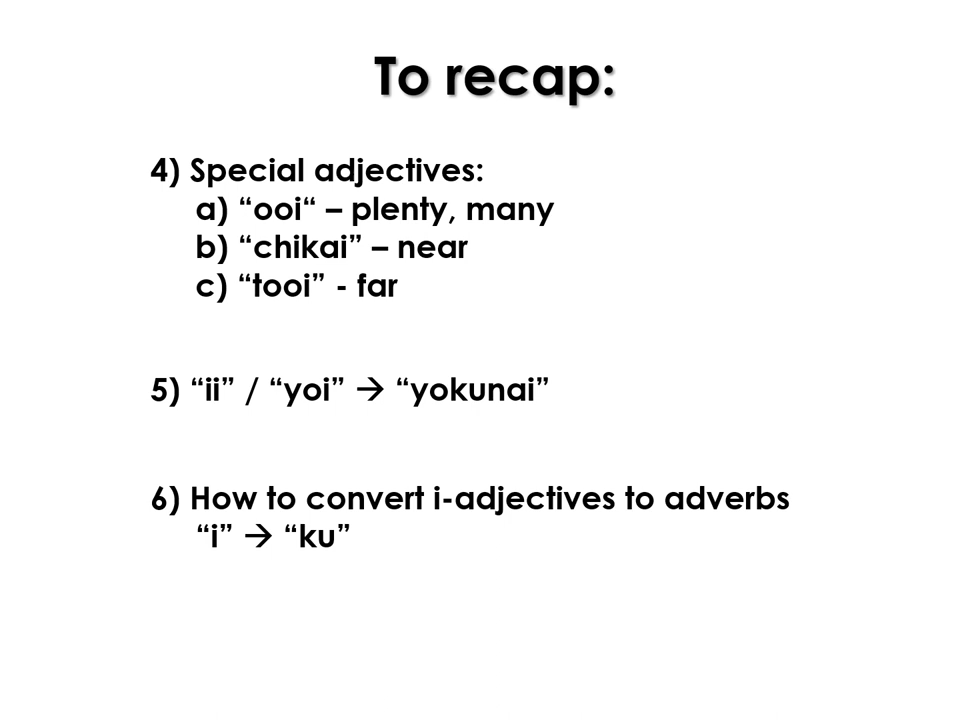 To recap:
4) Special adjectives:
a) “ooi“ – plenty, many
b) “chikai” – near
c) “tooi” - far
5) “ii” / “yoi” → “yokunai”
6) How to convert i-adjectives to adverbs
“i” → “ku”